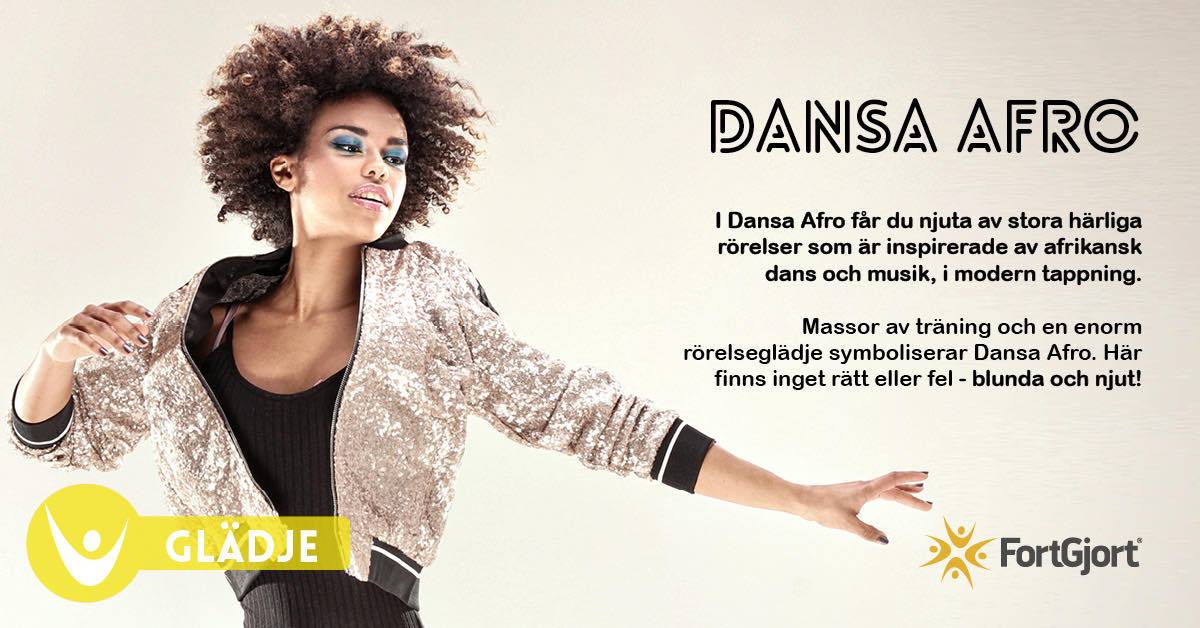 DANSA AFRO
I Dansa Afro får du njuta av stora härliga
rörelser som är inspirerade av afrikansk
dans och musik, i modern tappning.
Massor av träning och en enorm
rörelseglädje symboliserar Dansa Afro. Här
finns inget rätt eller fel - blunda och njut!
GLÄDJE
FortGjort®